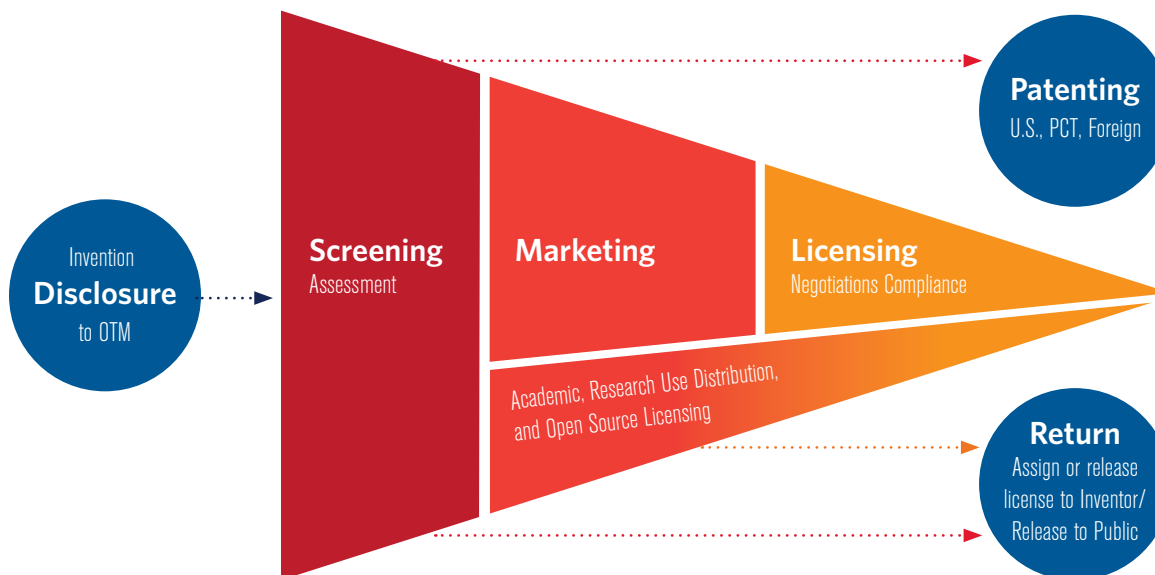 Invention
Disclosure
to OTM
Screening
Assessment
Marketing
Licensing
Negotiations Compliance
Academic, Research Use Distribution,
and Open Source Licensing
Patenting
U.S., PCT, Foreign
Return
Assign or release
license to Inventor/
Release to Public